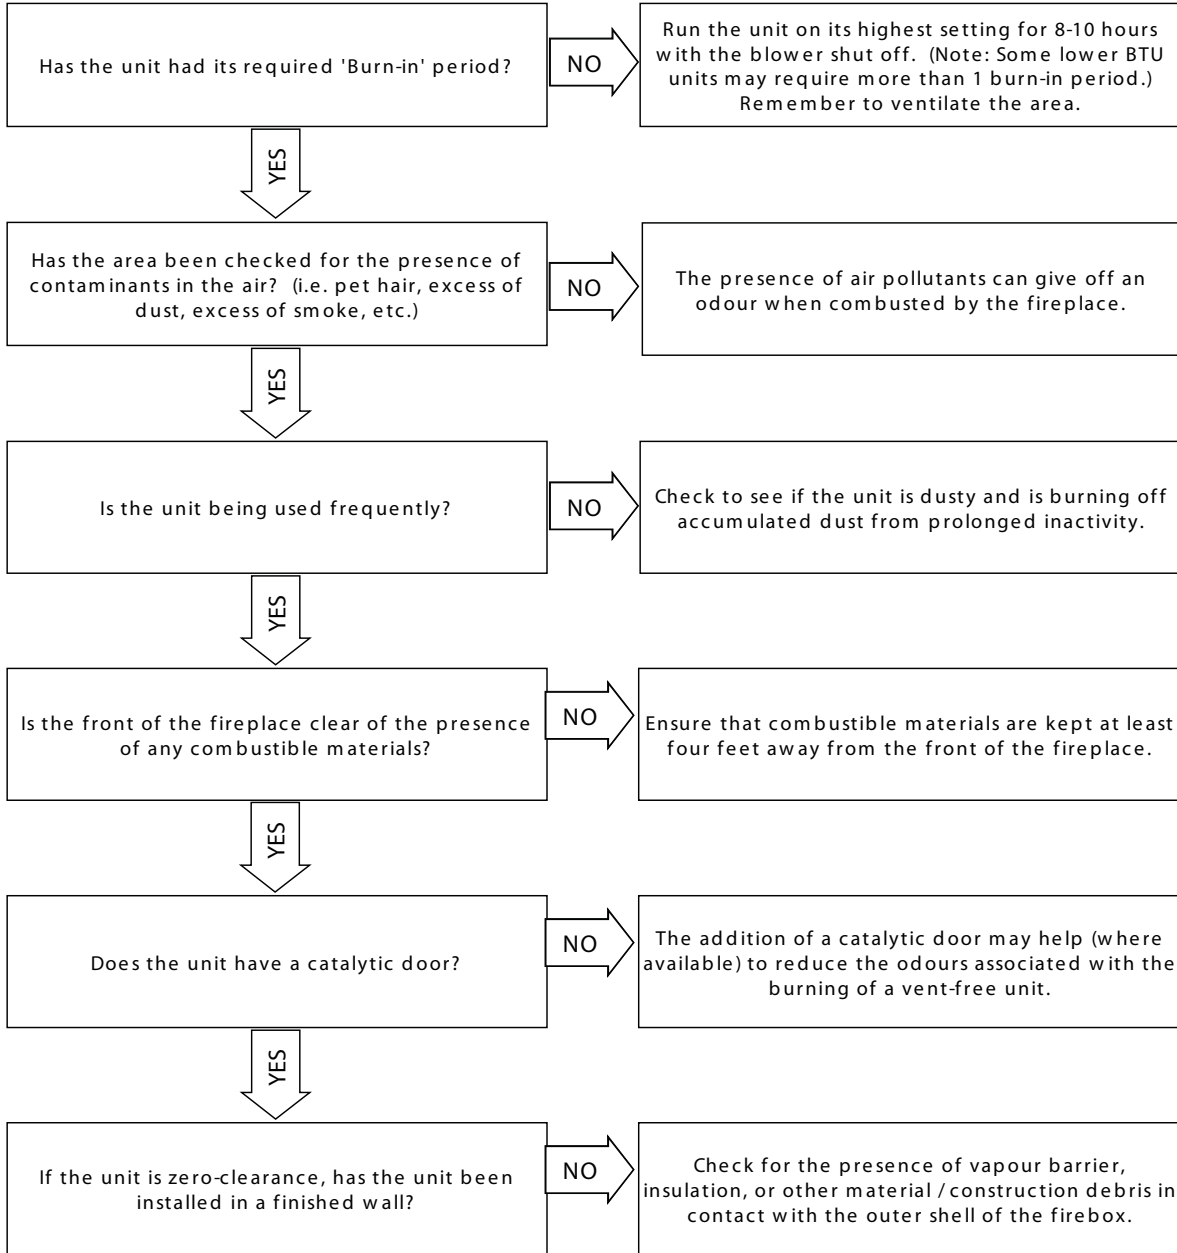 Has the unit had its required 'Burn-in' period?
NO
Run the unit on its highest setting for 8-10 hours
with the blower shut off.  (Note: Some lower BTU
units may require more than 1 burn-in period.)
Remember to ventilate the area.
YES
Has the area been checked for the presence of
contaminants in the air?  (i.e. pet hair, excess of
dust, excess of smoke, etc.)
NO
The presence of air pollutants can give off an
odour when combusted by the fireplace.
YES
Is the unit being used frequently?
NO
Check to see if the unit is dusty and is burning off
accumulated dust from prolonged inactivity.
YES
Is the front of the fireplace clear of the presence
of any combustible materials?
NO
Ensure that combustible materials are kept at least
four feet away from the front of the fireplace.
YES
Does the unit have a catalytic door?
NO
The addition of a catalytic door may help (where
available) to reduce the odours associated with the
burning of a vent-free unit.
YES
If the unit is zero-clearance, has the unit been
installed in a finished wall?
NO
Check for the presence of vapour barrier,
insulation, or other material / construction debris in
contact with the outer shell of the firebox.